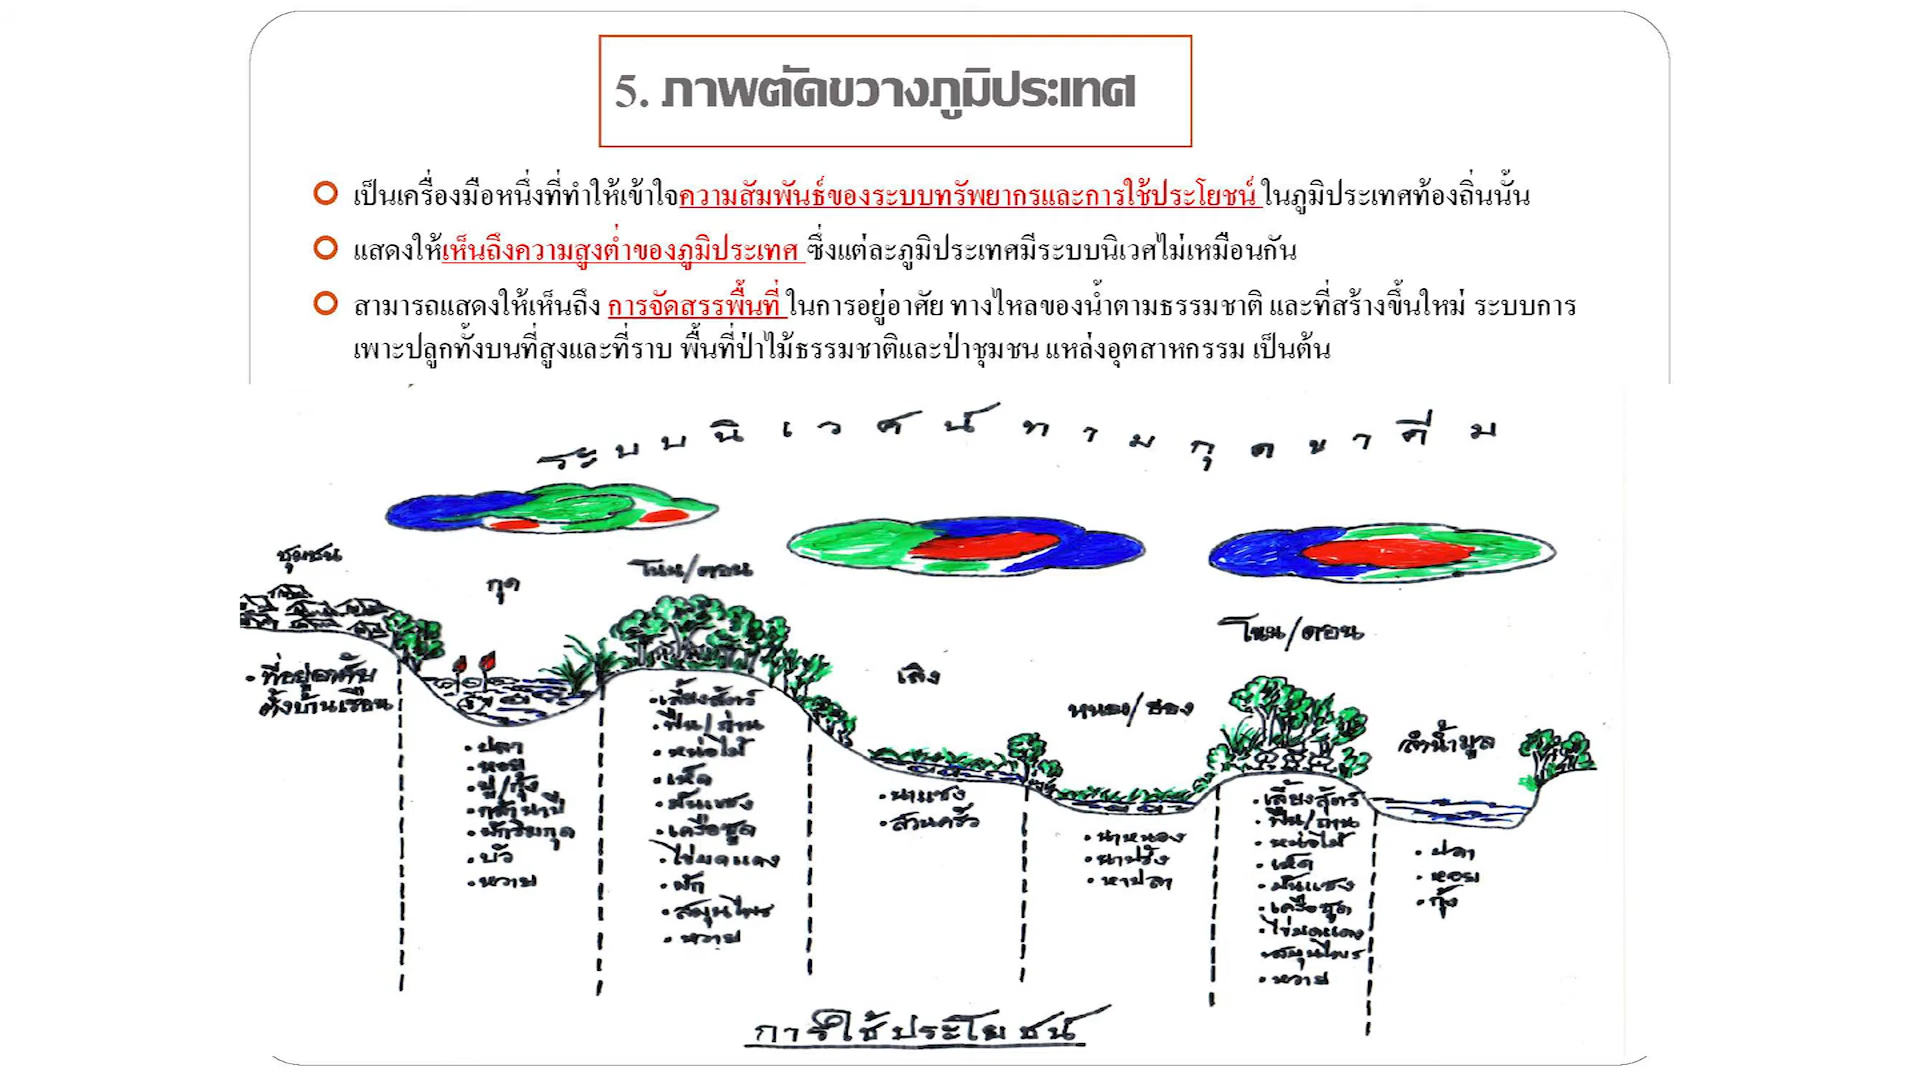 5. ภาพตัดขวางภูมิประเทศ
เป็นเครื่องมือหนึ่งที่ทำให้เข้าใจความสัมพันธ์ของระบบทรัพยากรและการใช้ประโยชน์ ในภูมิประเทศท้องถิ่นนั้น
แสดงให้เห็นถึงความสูงต่ำของภูมิประเทศ ซึ่งแต่ละภูมิประเทศมีระบบนิเวศไม่เหมือนกัน
สามารถแสดงให้เห็นถึง การจัดสรรพื้นที่ ในการอยู่อาศัย ทางไหลของน้ำตามธรรมชาติ และที่สร้างขึ้นใหม่ ระบบการ
เพาะปลูกทั้งบนที่สูงและที่ราบ พื้นที่ป่าไม้ธรรมชาติและป่าชุมชน แหล่งอุตสาหกรรม เป็นต้น
ระบบนิเวศน์ทามกุดขาคีม
ชุมชน
• ที่อยู่อาศัย
ตั้งบ้านเรือน
กุด
• ปลา
• หอย
• ปู/กุ้ง
• กล้านาปี
• ผักริมกุด
• บัว
• หวาย
โนน/ดอน
• เลี้ยงสัตว์
• ฟืน/ถ่าน
• หน่อไม้
• เห็ด
• มันแซง
• เครือซูด
• ไข่มดแดง
• ผัก
• สมุนไพร
• หวาย
เลิง
• นาแซง
• สวนครัว
หนอง/ฮอง
• นาหนอง
• นาปรัง
• หาปลา
โนน/ดอน
• เลี้ยงสัตว์
• ฟืน/ถ่าน
• หน่อไม้
• เห็ด
• มันแซง
• เครือซูด
• ไข่มดแดง
• สมุนไพร
• หวาย
ลำน้ำมูล
• ปลา
• หอย
• กุ้ง
การใช้ประโยชน์